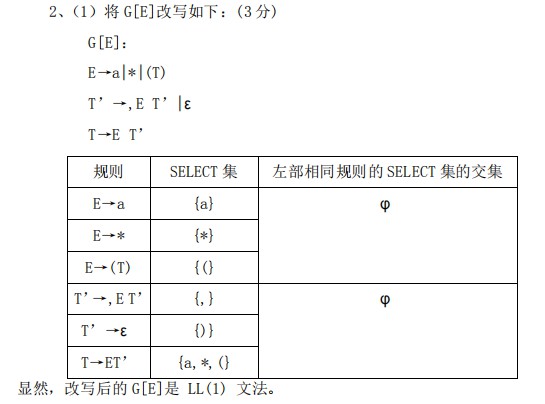 2、（1）将 G[E]改写如下：（3 分）
G[E]：
E→a|*|(T)
T’→,E T’|ε
T→E T’
规则 SELECT 集 左部相同规则的 SELECT 集的交集
E→a {a} φ
E→* {*}
E→(T) {(}
T’→,E T’ {,} φ
T’ →ε {)}
T→ET’ {a,*,(}
显然，改写后的 G[E]是 LL(1) 文法。